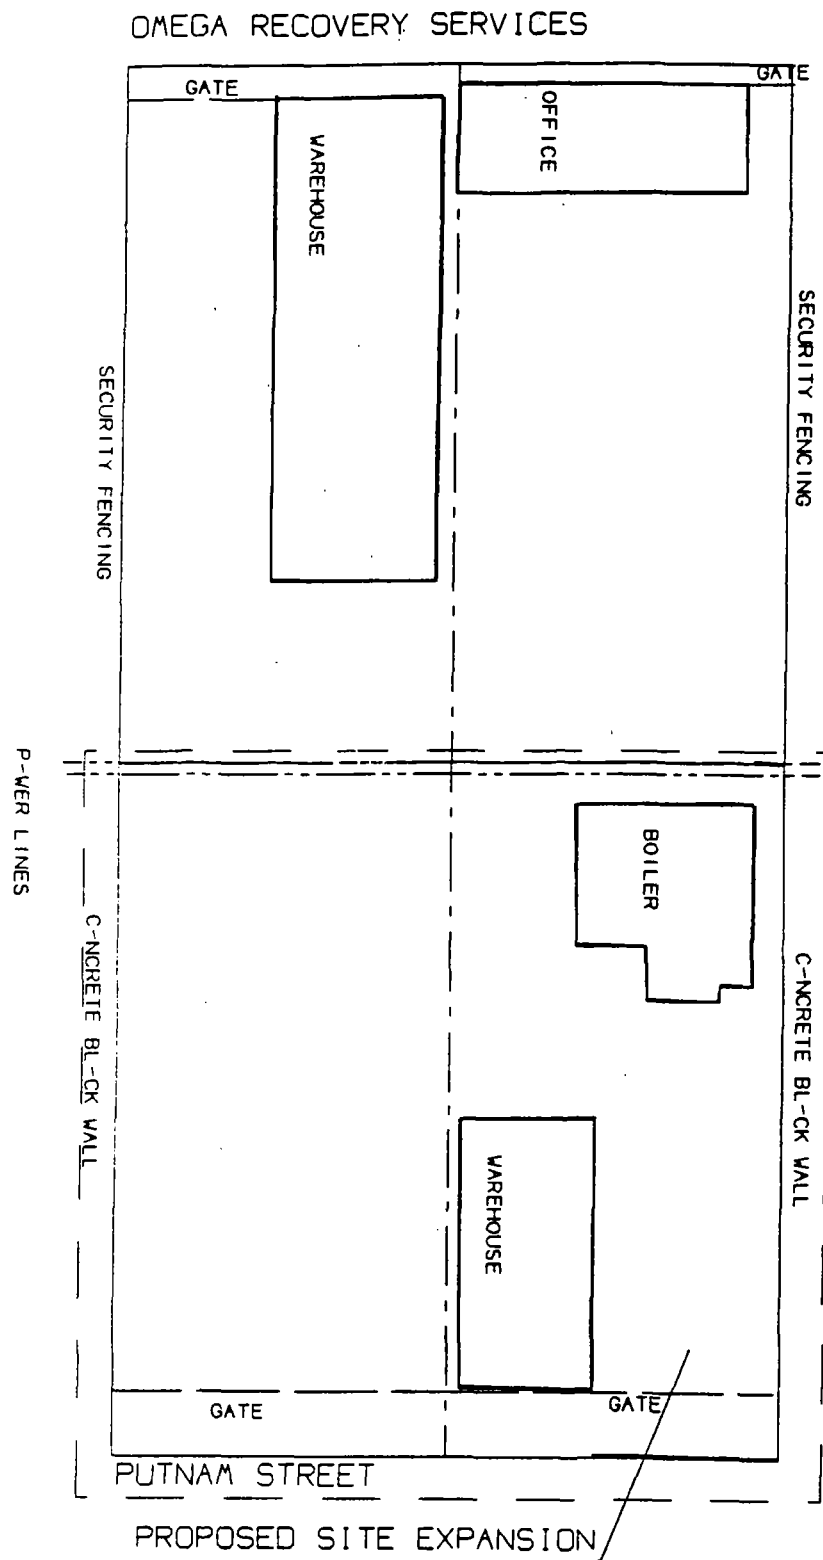 OMEGA RECOVERY SERVICES
GATE
GATE
OFFICE
WAREHOUSE
SECURITY FENCING
SECURITY FENCING
P-WER LINES
BOILER
C-NCRETE BL-CK WALL
C-NCRETE BL-CK WALL
WAREHOUSE
GATE
GATE
PUTNAM STREET
PROPOSED SITE EXPANSION